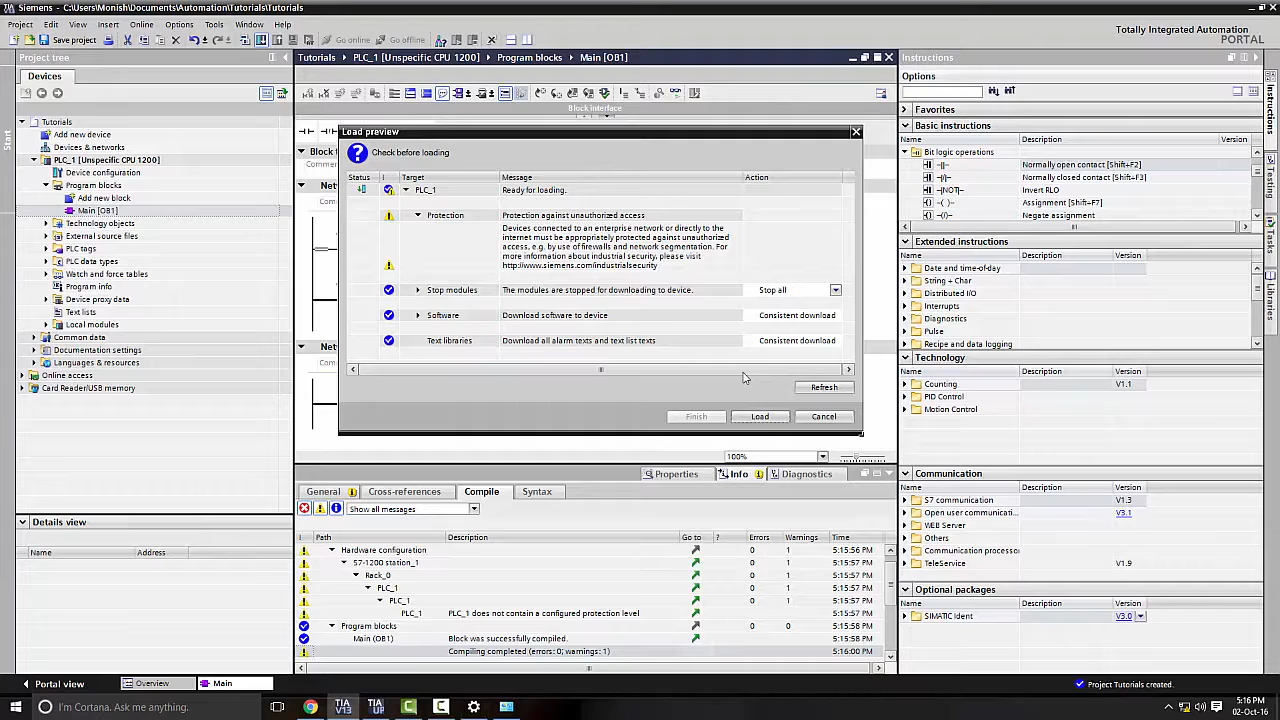 Siemens - C:\Users\Monish\Documents\Automation\Tutorials\Tutorials
Project Edit View Insert Online Options Tools Window Help
Totally Integrated Automation
PORTAL
Save project
Go online
Go offline
Project tree
Devices
Start
Tutorials
Add new device
Devices & networks
PLC_1 [Unspecific CPU 1200]
Device configuration
Program blocks
Add new block
Main [OB1]
Technology objects
External source files
PLC tags
PLC data types
Watch and force tables
Program info
Device proxy data
Text lists
Local modules
Common data
Documentation settings
Languages & resources
Online access
Card Reader/USB memory
Details view
Name Address
Tutorials PLC_1 [Unspecific CPU 1200] Program blocks Main [OB1]
Block interface
Load preview
Check before loading
Status ! Target Message Action
PLC_1 Ready for loading.
Protection Protection against unauthorized access
Devices connected to an enterprise network or directly to the
internet must be appropriately protected against unauthorized
access, e.g. by use of firewalls and network segmentation. For
more information about industrial security, please visit
http://www.siemens.com/industrialsecurity
Stop modules The modules are stopped for downloading to device. Stop all
Software Download software to device Consistent download
Text libraries Download all alarm texts and text list texts Consistent download
Refresh
Finish Load Cancel
Block
Comme
Net
Com
Net
Com
100%
Properties Info Diagnostics
General Cross-references Compile Syntax
Show all messages
! Path Description Go to ? Errors Warnings Time
Hardware configuration 0 1 5:15:56 PM
S7-1200 station_1 0 1 5:15:57 PM
Rack_0 0 1 5:15:57 PM
PLC_1 0 1 5:15:57 PM
PLC_1 0 1 5:15:57 PM
PLC_1 PLC_1 does not contain a configured protection level 5:15:57 PM
Program blocks 0 0 5:15:58 PM
Main (OB1) Block was successfully compiled. 5:15:58 PM
Compiling completed (errors: 0; warnings: 1) 5:16:00 PM
Instructions
Options
Favorites
Basic instructions
Name Description Version
Bit logic operations
-||- Normally open contact [Shift+F2]
-|/|- Normally closed contact [Shift+F3]
-|NOT|- Invert RLO
-( )- Assignment [Shift+F7]
-(/)- Negate assignment
Extended instructions
Name Description Version
Date and time-of-day
String + Char
Distributed I/O
Interrupts
Diagnostics
Pulse
Recipe and data logging
Technology
Name Description Version
Counting V1.1
PID Control
Motion Control
Communication
Name Description Version
S7 communication V1.3
Open user communicati... V3.1
WEB Server
Others
Communication processo
TeleService V1.9
Optional packages
Name Description Version
SIMATIC Ident V3.0
Instructions
Tasks
Libraries
Portal view Overview Main
Project Tutorials created.
I'm Cortana. Ask me anything.
TIA V13
TIA UP
5:16 PM
02-Oct-16